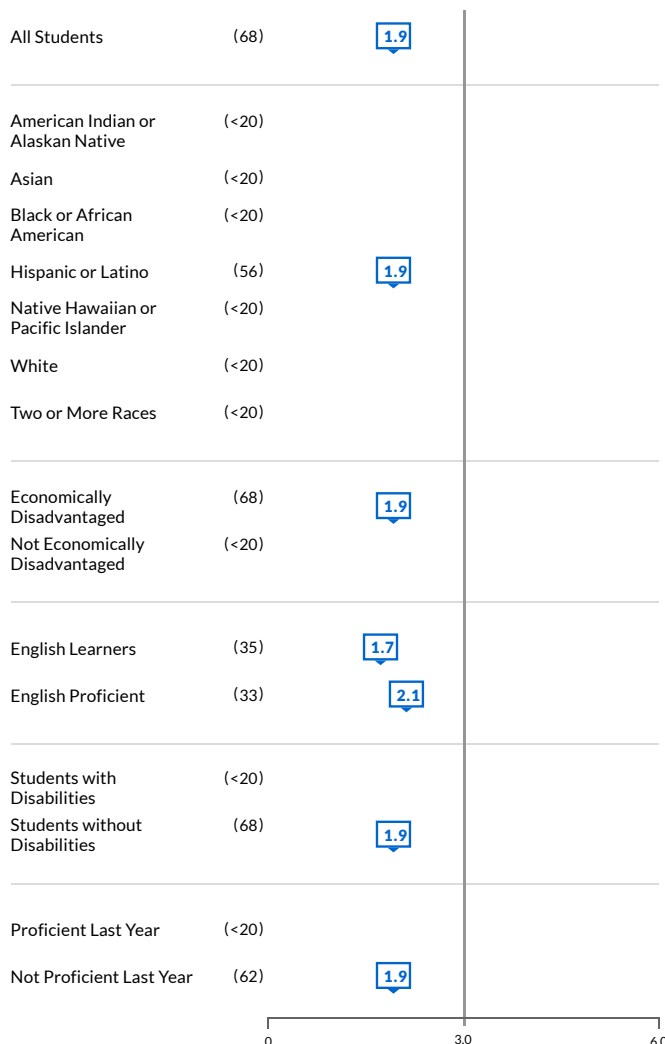 All Students (68) 1.9
American Indian or (<20)
Alaskan Native
Asian (<20)
Black or African (<20)
American
Hispanic or Latino (56) 1.9
Native Hawaiian or (<20)
Pacific Islander
White (<20)
Two or More Races (<20)
Economically (68) 1.9
Disadvantaged
Not Economically (<20)
Disadvantaged
English Learners (35) 1.7
English Proficient (33) 2.1
Students with (<20)
Disabilities
Students without (68) 1.9
Disabilities
Proficient Last Year (<20)
Not Proficient Last Year (62) 1.9
0 3.0 6.0